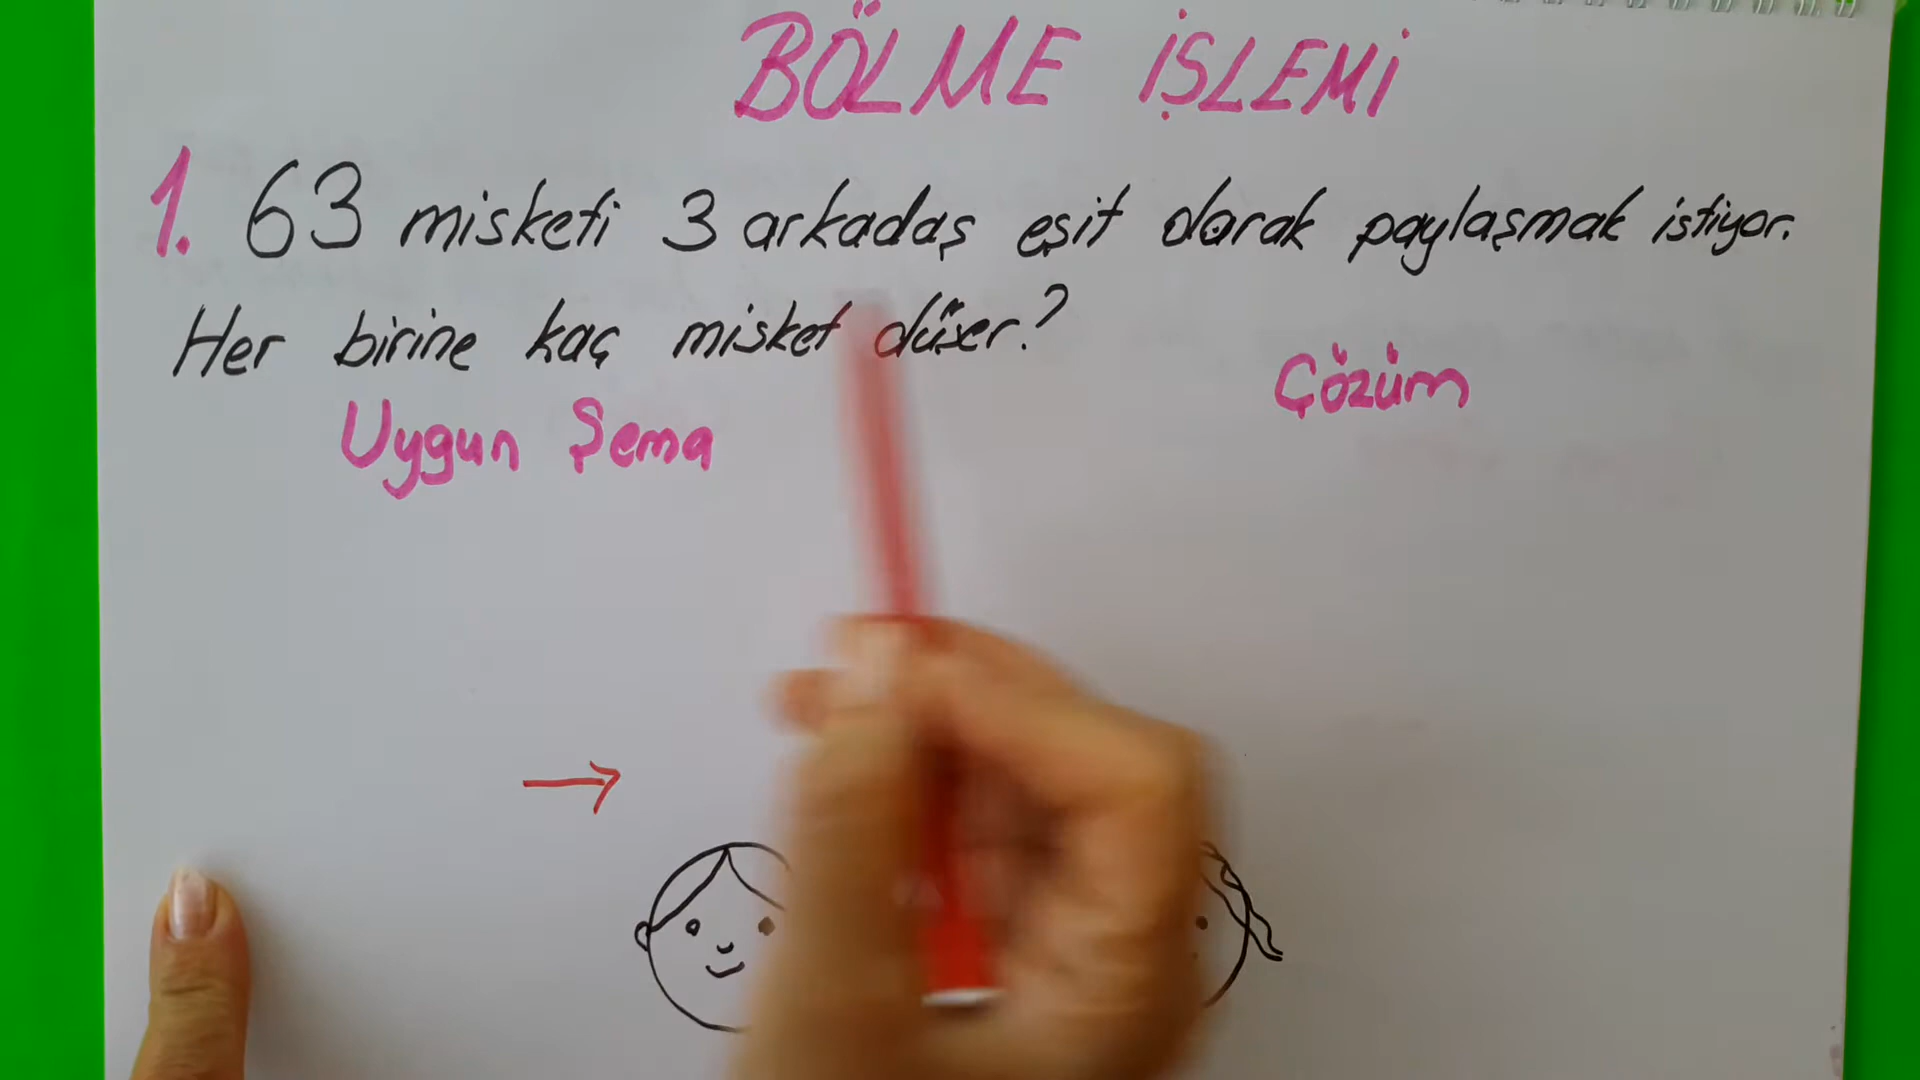 BÖLME İŞLEMİ
1. 63 misketi 3 arkadaş eşit olarak paylaşmak istiyor.
Her birine kaç misket düşer?
Uygun Şema
Çözüm